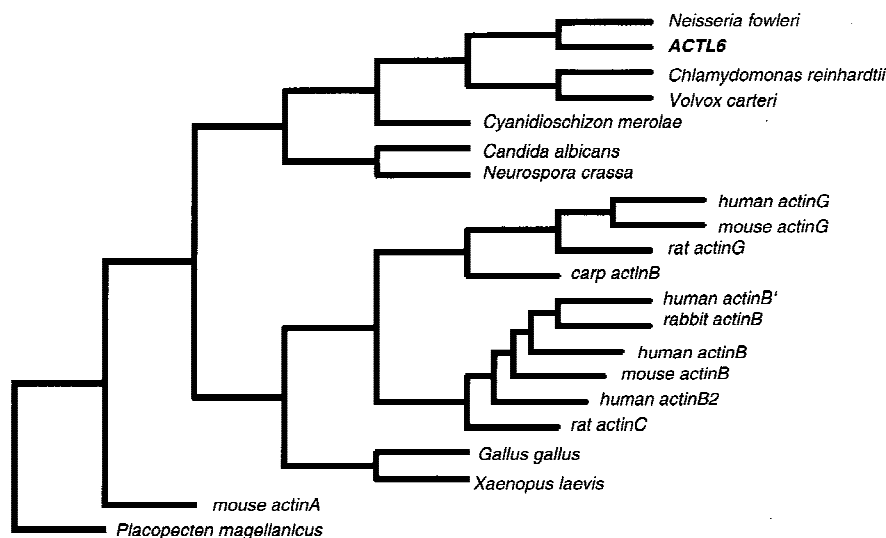 Neisseria fowleri
ACTL6
Chlamydomonas reinhardtii
Volvox carteri
Cyanidioschizon merolae
Candida albicans
Neurospora crassa
human actinG
mouse actinG
rat actinG
carp actinB
human actinB'
rabbit actinB
human actinB
mouse actinB
human actinB2
rat actinC
Gallus gallus
Xaenopus laevis
mouse actinA
Placopecten magellanicus